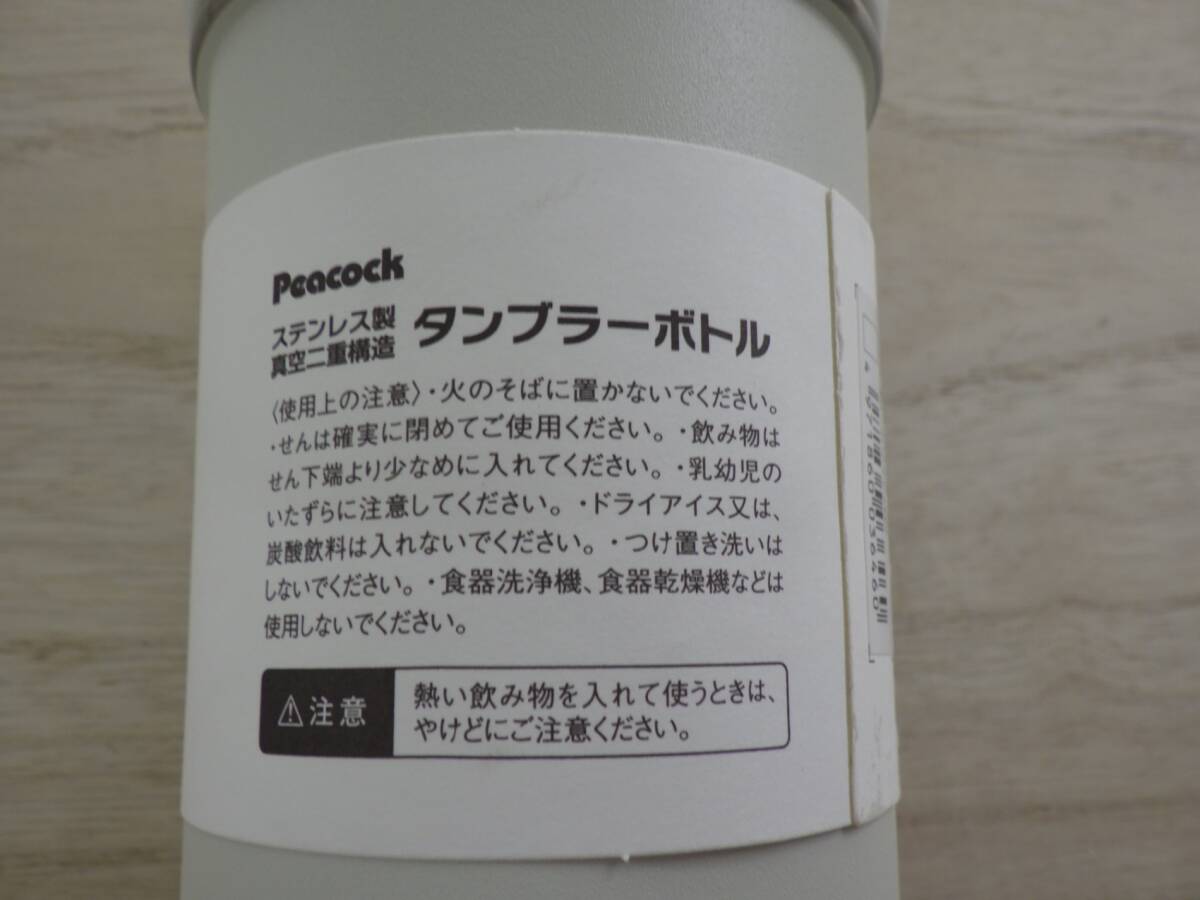 Peacock
ステンレス製
真空二重構造
タンブラーボトル
〈使用上の注意〉・火のそばに置かないでください。
・せんは確実に閉めてご使用ください。・飲み物は
せん下端より少なめに入れてください。・乳幼児の
いたずらに注意してください。・ドライアイス又は、
炭酸飲料は入れないでください。・つけ置き洗いは
しないでください。・食器洗浄機、食器乾燥機などは
使用しないでください。
⚠注意
熱い飲み物を入れて使うときは、
やけどにご注意ください。